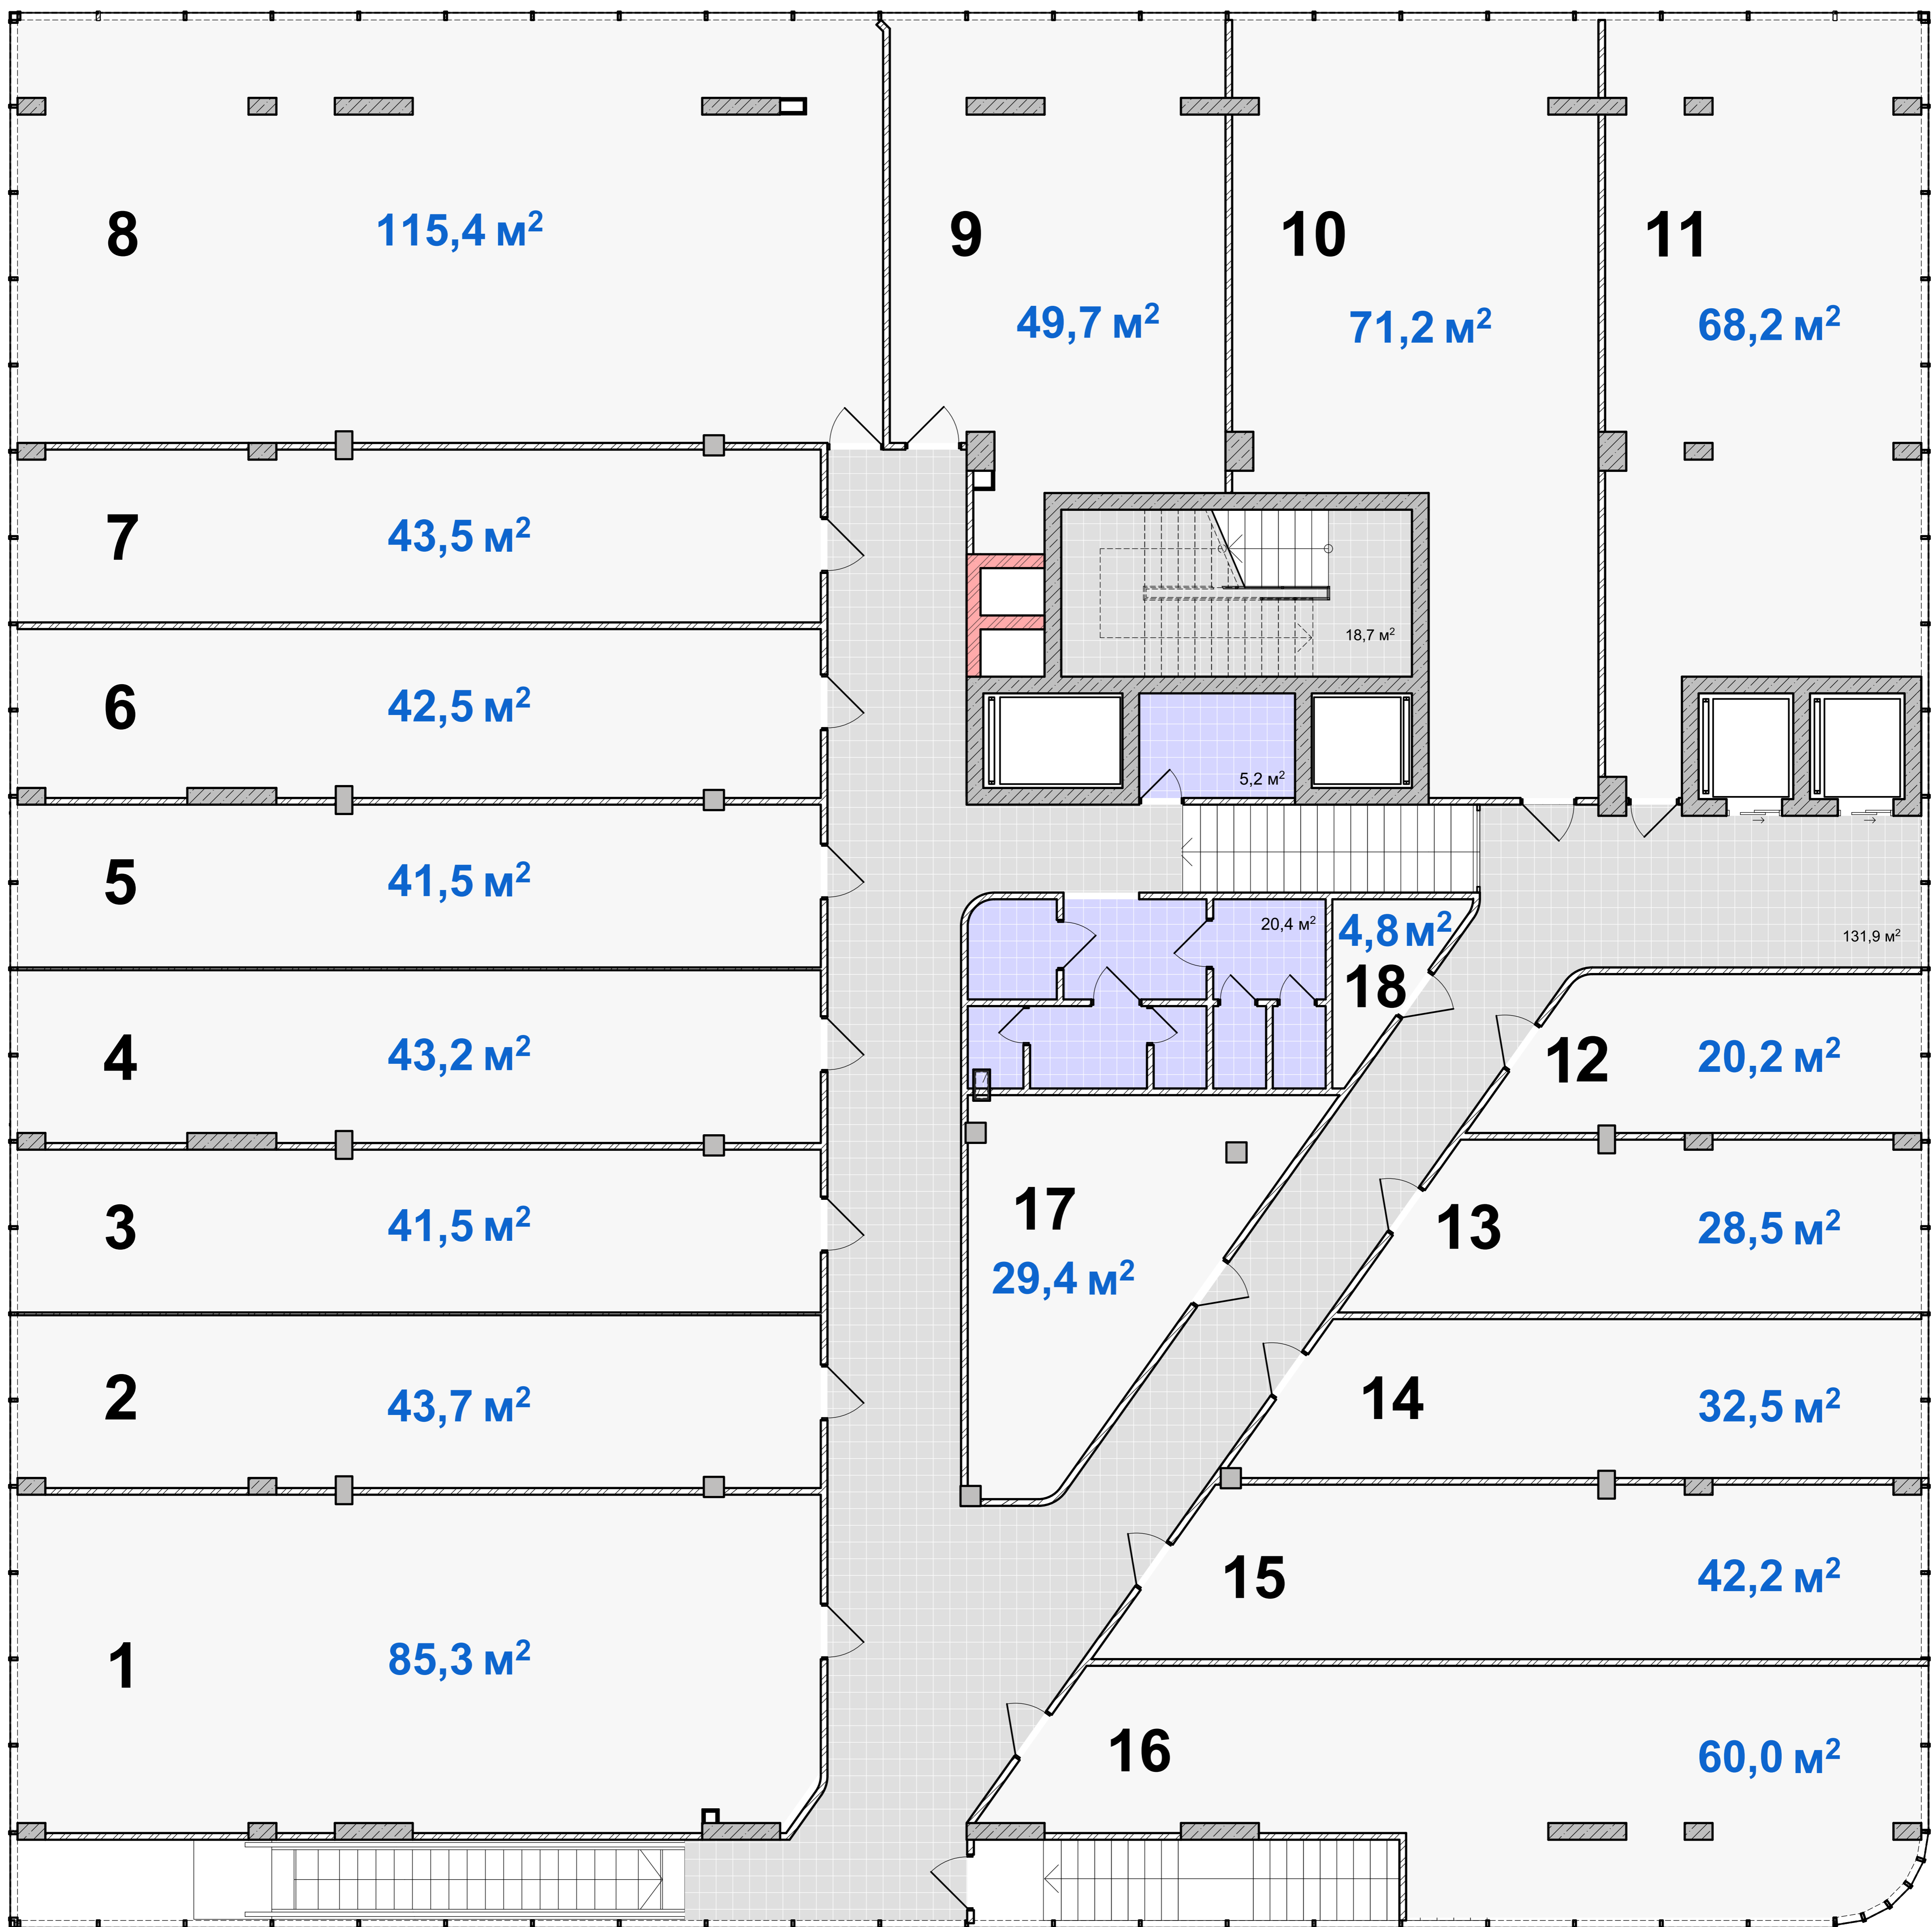 8 115,4 м²
9
10
11
49,7 м²
71,2 м²
68,2 м²
7 43,5 м²
18,7 м²
6 42,5 м²
5,2 м²
5 41,5 м²
20,4 м²
4,8 м²
18
131,9 м²
4 43,2 м²
12 20,2 м²
3 41,5 м²
17
29,4 м²
13 28,5 м²
2 43,7 м²
14 32,5 м²
15 42,2 м²
1 85,3 м²
16 60,0 м²